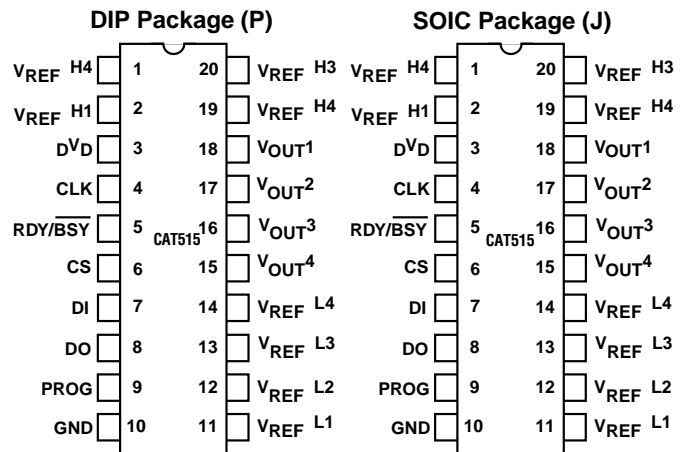 DIP Package (P)
VREF H4 1 20 VREF H3
VREF H1 2 19 VREF H4
DVD 3 18 VOUT1
CLK 4 17 VOUT2
RDY/BSY 5 16 VOUT3
CAT515
CS 6 15 VOUT4
DI 7 14 VREF L4
DO 8 13 VREF L3
PROG 9 12 VREF L2
GND 10 11 VREF L1
SOIC Package (J)
VREF H4 1 20 VREF H3
VREF H1 2 19 VREF H4
DVD 3 18 VOUT1
CLK 4 17 VOUT2
RDY/BSY 5 16 VOUT3
CAT515
CS 6 15 VOUT4
DI 7 14 VREF L4
DO 8 13 VREF L3
PROG 9 12 VREF L2
GND 10 11 VREF L1